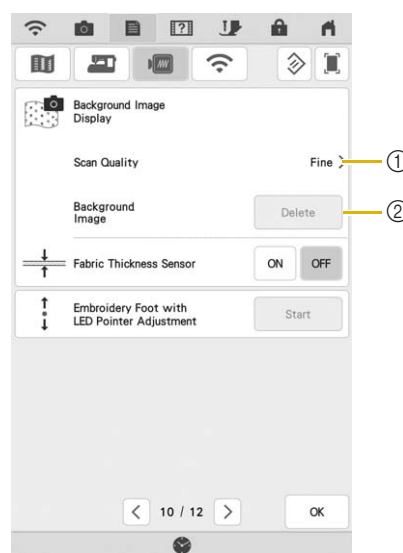 Background Image
Display
Scan Quality Fine > ①
Background
Image Delete ②
Fabric Thickness Sensor ON OFF
Embroidery Foot with
LED Pointer Adjustment Start
< 10 / 12 > OK